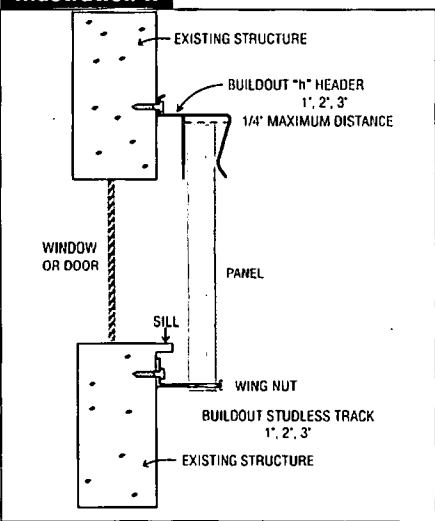 EXISTING STRUCTURE
BUILDOUT "h" HEADER
1", 2", 3"
1/4" MAXIMUM DISTANCE
WINDOW
OR DOOR
PANEL
SILL
WING NUT
BUILDOUT STUDLESS TRACK
1", 2", 3"
EXISTING STRUCTURE